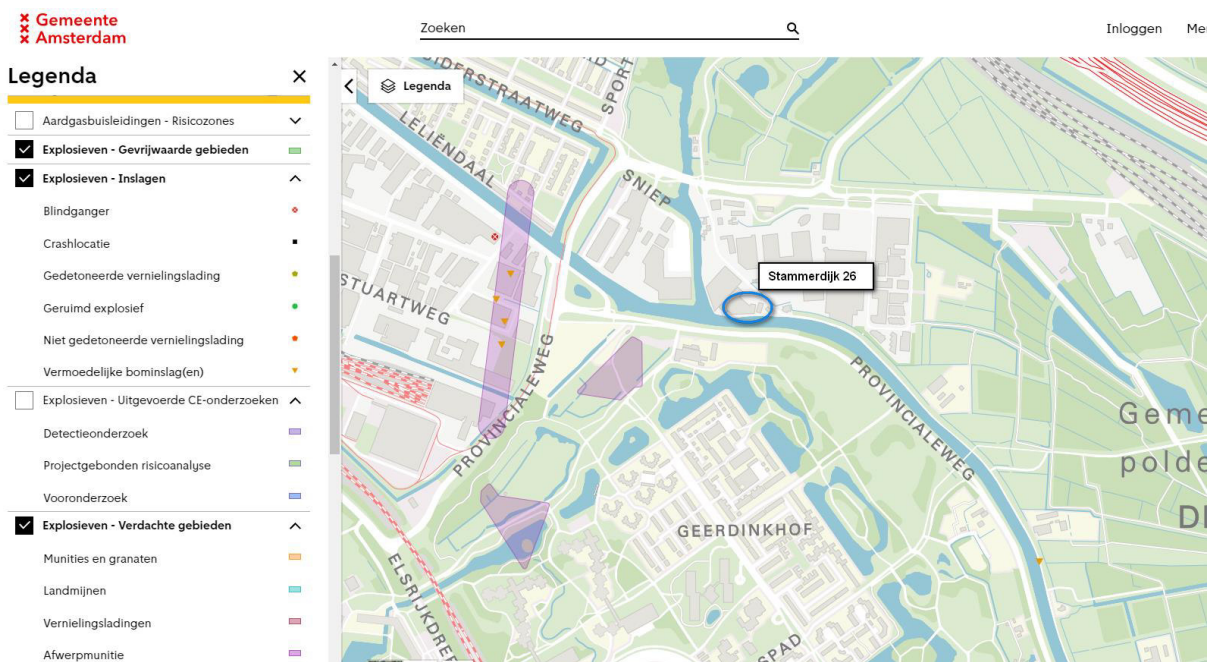 Gemeente
Amsterdam
Zoeken
Inloggen
Legenda
Legenda
Aardgasbuisleidingen - Risicozones
Explosieven - Gevrijwaarde gebieden
Explosieven - Inslagen
Blindganger
Crashlocatie
Gedetoneerde vernielingslading
Geruimd explosief
Niet gedetoneerde vernielingslading
Vermoedelijke bominslag(en)
Explosieven - Uitgevoerde CE-onderzoeken
Detectieonderzoek
Projectgebonden risicoanalyse
Vooronderzoek
Explosieven - Verdachte gebieden
Munities en granaten
Landmijnen
Vernielingsladingen
Afwerpmunitie
LELIËNDAAL
SNIEP
Stammerdijk 26
STUARTWEG
PROVINCIALEWEG
PROVINCIALEWEG
GEERDINKHOF
Geme
polde